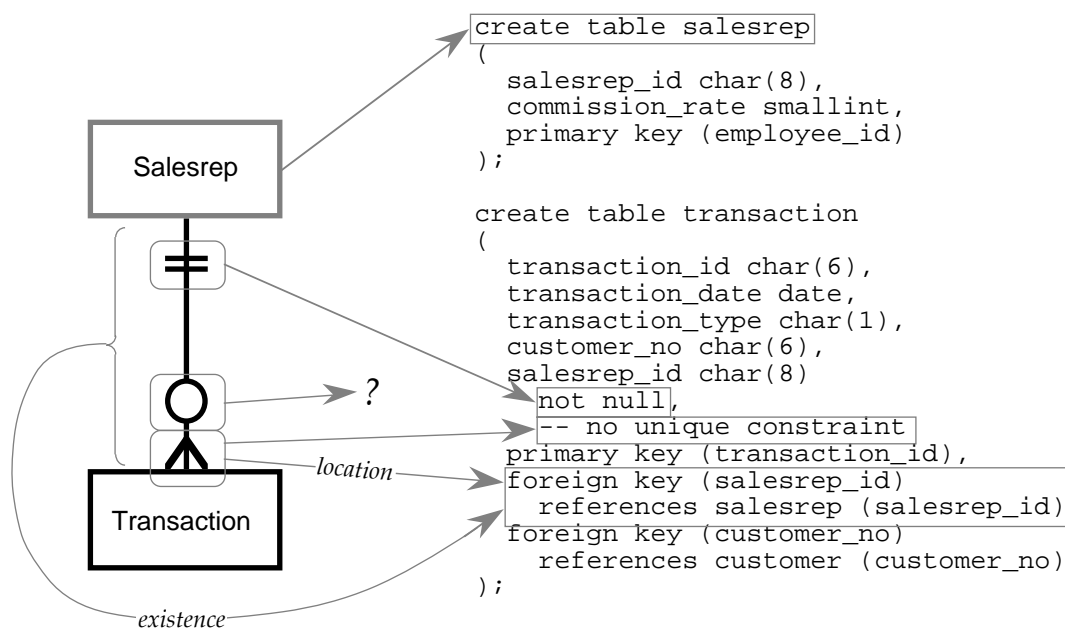 create table salesrep
(
salesrep_id char(8),
commission_rate smallint,
primary key (employee_id)
);
Salesrep
create table transaction
(
transaction_id char(6),
transaction_date date,
transaction_type char(1),
customer_no char(6),
salesrep_id char(8)
not null,
?
-- no unique constraint
primary key (transaction_id),
location
foreign key (salesrep_id)
references salesrep (salesrep_id)
Transaction
foreign key (customer_no)
references customer (customer_no)
);
existence